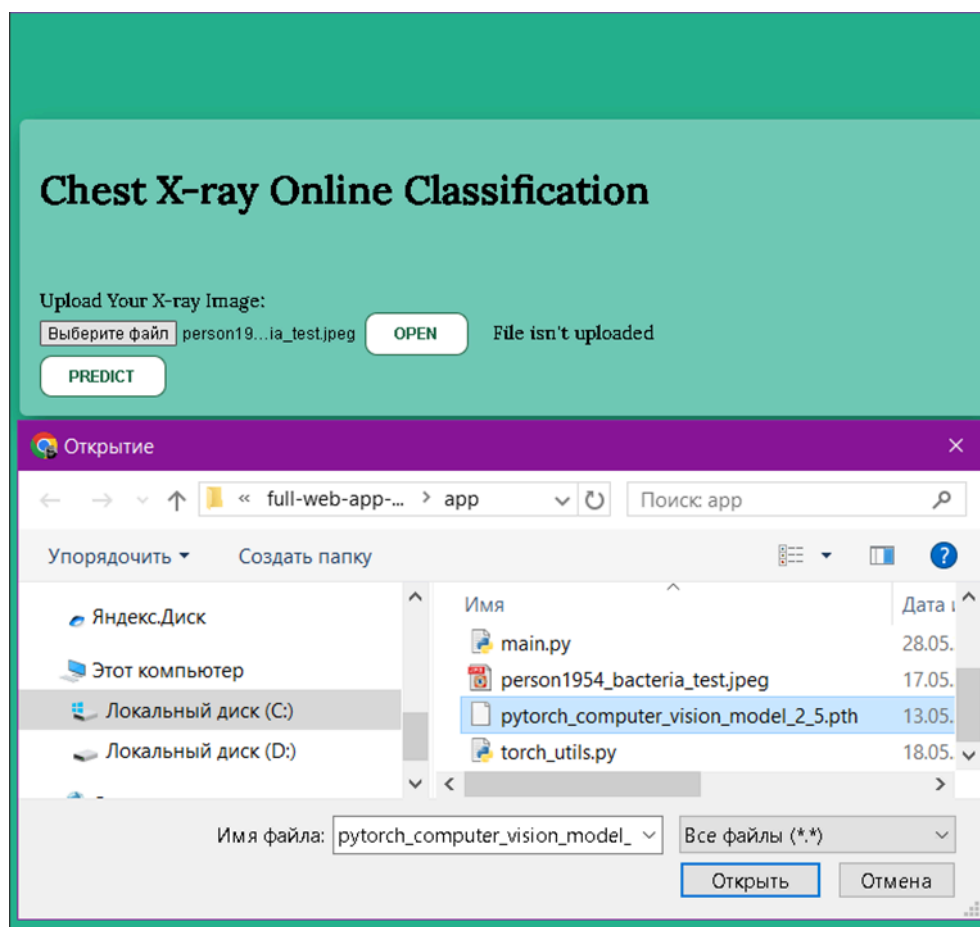 Chest X-ray Online Classification
Upload Your X-ray Image:
Выберите файл person19...ia_test.jpeg OPEN File isn't uploaded
PREDICT
Открытие
« full-web-app-... > app Поиск: app
Упорядочить Создать папку
Имя Дата
Яндекс.Диск
main.py 28.05.
Этот компьютер
person1954_bacteria_test.jpeg 17.05.
Локальный диск (C:)
pytorch_computer_vision_model_2_5.pth 13.05.
Локальный диск (D:)
torch_utils.py 18.05.
Имя файла: pytorch_computer_vision_model_ Все файлы (*.*)
Открыть Отмена